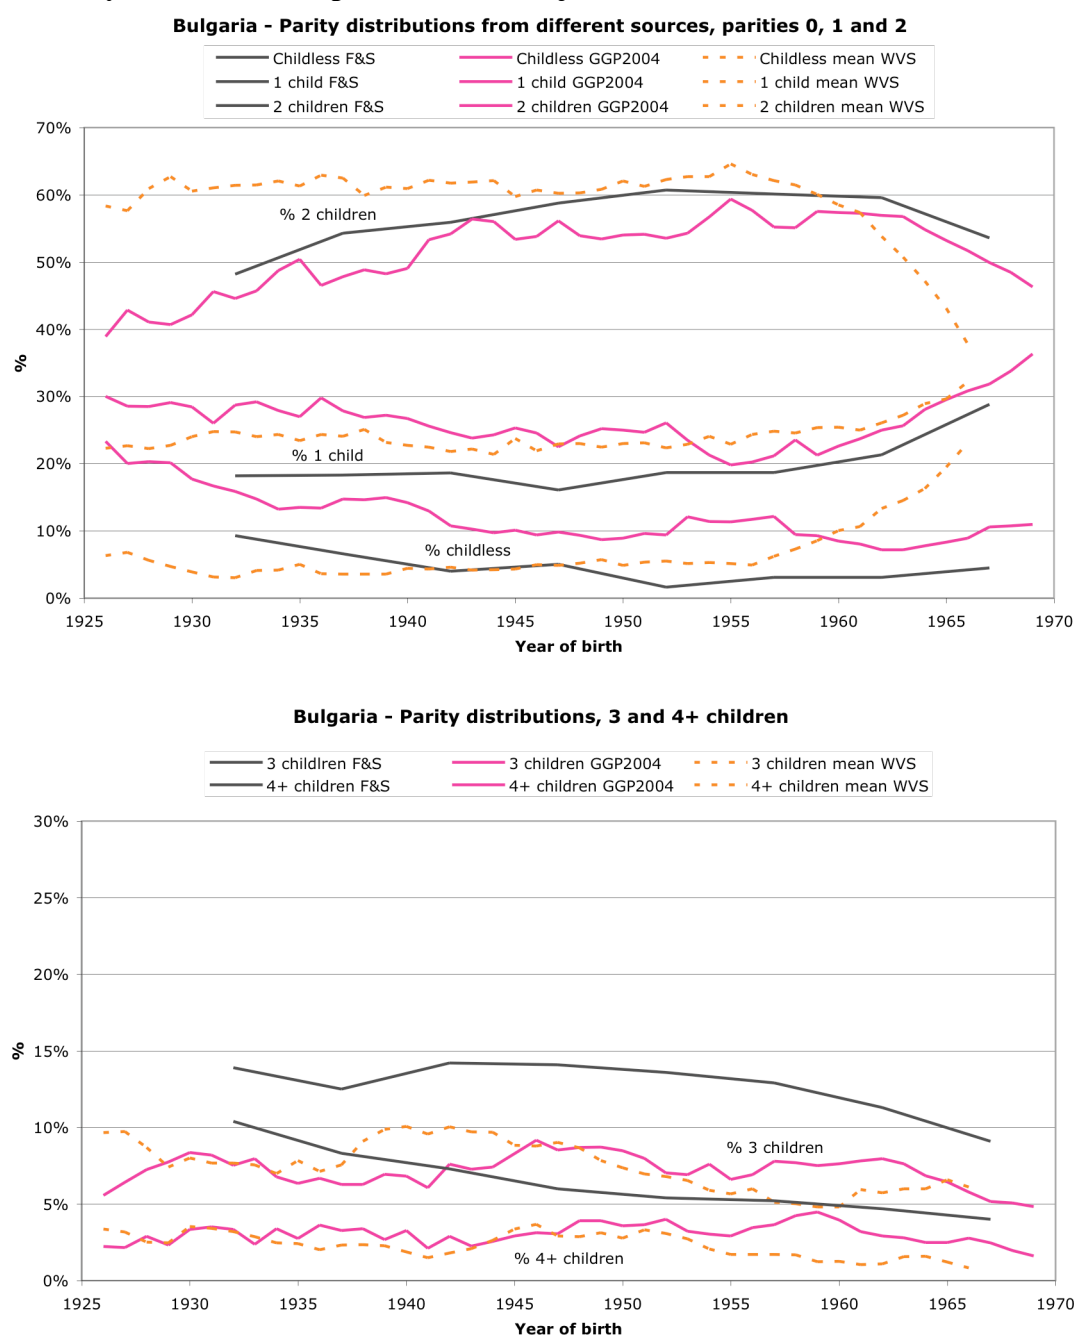 Bulgaria - Parity distributions from different sources, parities 0, 1 and 2
Childless F&S Childless GGP2004 Childless mean WVS
1 child F&S 1 child GGP2004 1 child mean WVS
2 children F&S 2 children GGP2004 2 children mean WVS
70%
60%
% 2 children
50%
40%
%
30%
% 1 child
20%
10%
% childless
0%
1925 1930 1935 1940 1945 1950 1955 1960 1965 1970
Year of birth
Bulgaria - Parity distributions, 3 and 4+ children
3 childlren F&S 3 children GGP2004 3 children mean WVS
4+ children F&S 4+ children GGP2004 4+ children mean WVS
30%
25%
20%
%
15%
10%
% 3 children
5%
% 4+ children
0%
1925 1930 1935 1940 1945 1950 1955 1960 1965 1970
Year of birth